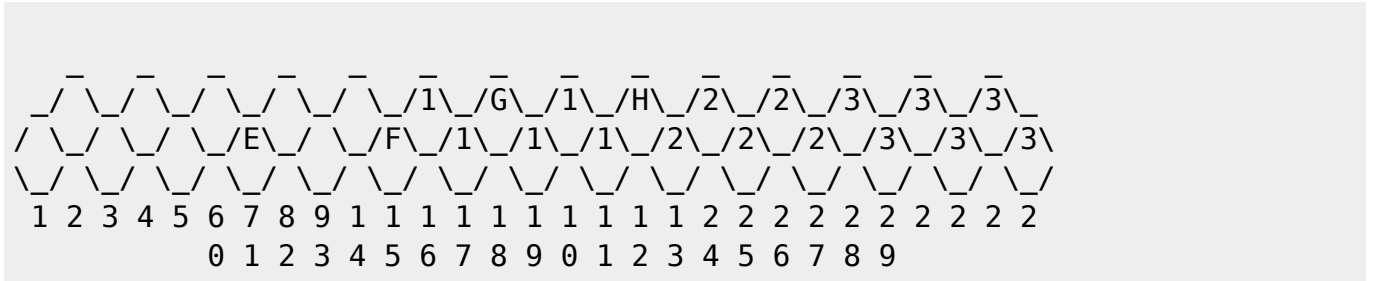 _   _   _   _   _   _   _   _   _   _   _   _   _   _
 _/ \_/ \_/ \_/ \_/ \_/1\_/G\_/1\_/H\_/2\_/2\_/3\_/3\_/3\_
/ \_/ \_/ \_/E\_/ \_/F\_/1\_/1\_/1\_/2\_/2\_/2\_/3\_/3\_/3\
\_/ \_/ \_/ \_/ \_/ \_/ \_/ \_/ \_/ \_/ \_/ \_/ \_/ \_/ \_/
 1 2 3 4 5 6 7 8 9 1 1 1 1 1 1 1 1 1 1 2 2 2 2 2 2 2 2 2 2
           0 1 2 3 4 5 6 7 8 9 0 1 2 3 4 5 6 7 8 9